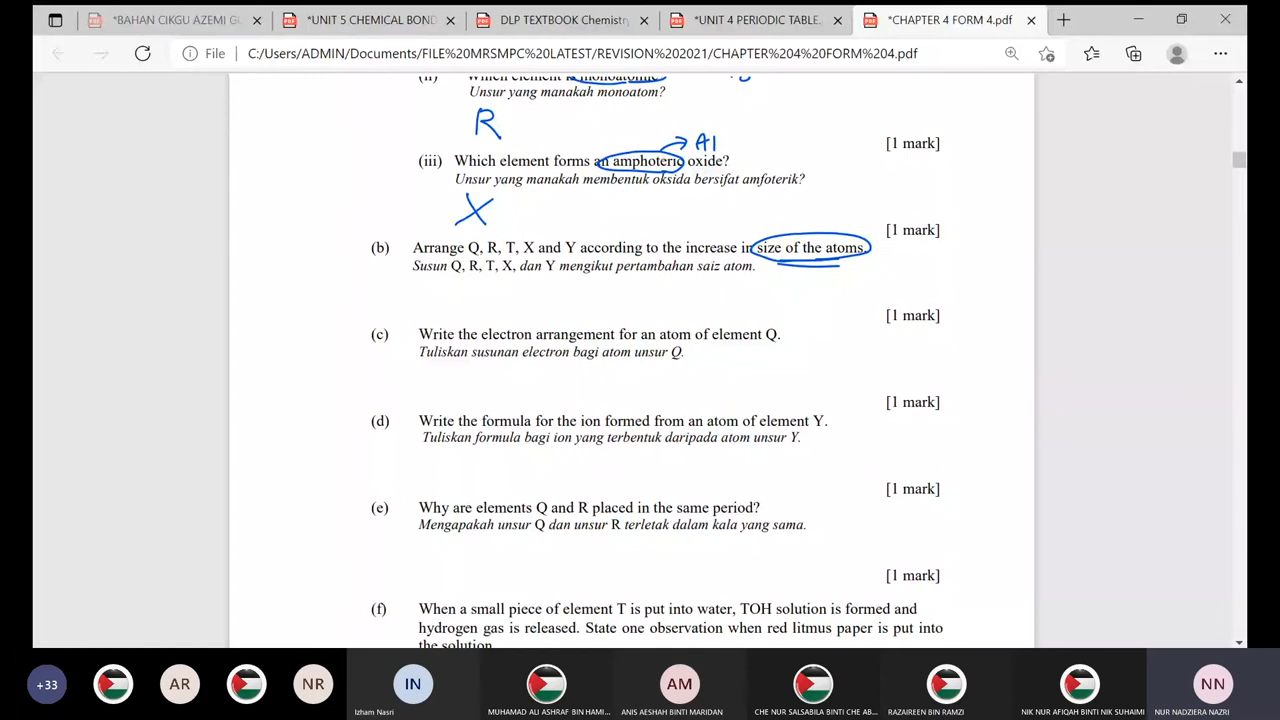 *BAHAN CIKGU AZEMI G
*UNIT 5 CHEMICAL BOND
DLP TEXTBOOK Chemistry
*UNIT 4 PERIODIC TABLE.
*CHAPTER 4 FORM 4.pdf
File
C:/Users/ADMIN/Documents/FILE%20MRSMPC%20LATEST/REVISION%202021/CHAPTER%204%20FORM%204.pdf
(ii) Which element is monoatomic
Unsur yang manakah monoatom?
R
[1 mark]
Al
(iii) Which element forms an amphoteric oxide?
Unsur yang manakah membentuk oksida bersifat amfoterik?
X
[1 mark]
(b) Arrange Q, R, T, X and Y according to the increase in size of the atoms.
Susun Q, R, T, X, dan Y mengikut pertambahan saiz atom.
[1 mark]
(c) Write the electron arrangement for an atom of element Q.
Tuliskan susunan electron bagi atom unsur Q.
[1 mark]
(d) Write the formula for the ion formed from an atom of element Y.
Tuliskan formula bagi ion yang terbentuk daripada atom unsur Y.
[1 mark]
(e) Why are elements Q and R placed in the same period?
Mengapakah unsur Q dan unsur R terletak dalam kala yang sama.
[1 mark]
(f) When a small piece of element T is put into water, TOH solution is formed and
hydrogen gas is released. State one observation when red litmus paper is put into
the solution
+33
AR
NR
IN
AM
NN
Izham Nasri
MUHAMAD ALI ASHRAF BIN HAMI...
ANIS AESHAH BINTI MARIDAN
CHE NUR SALSABILA BINTI CHE AB...
RAZAIREEN BIN RAMZI
NIK NUR AFIQAH BINTI NIK SUHAIMI
NUR NADZIERA NAZRI